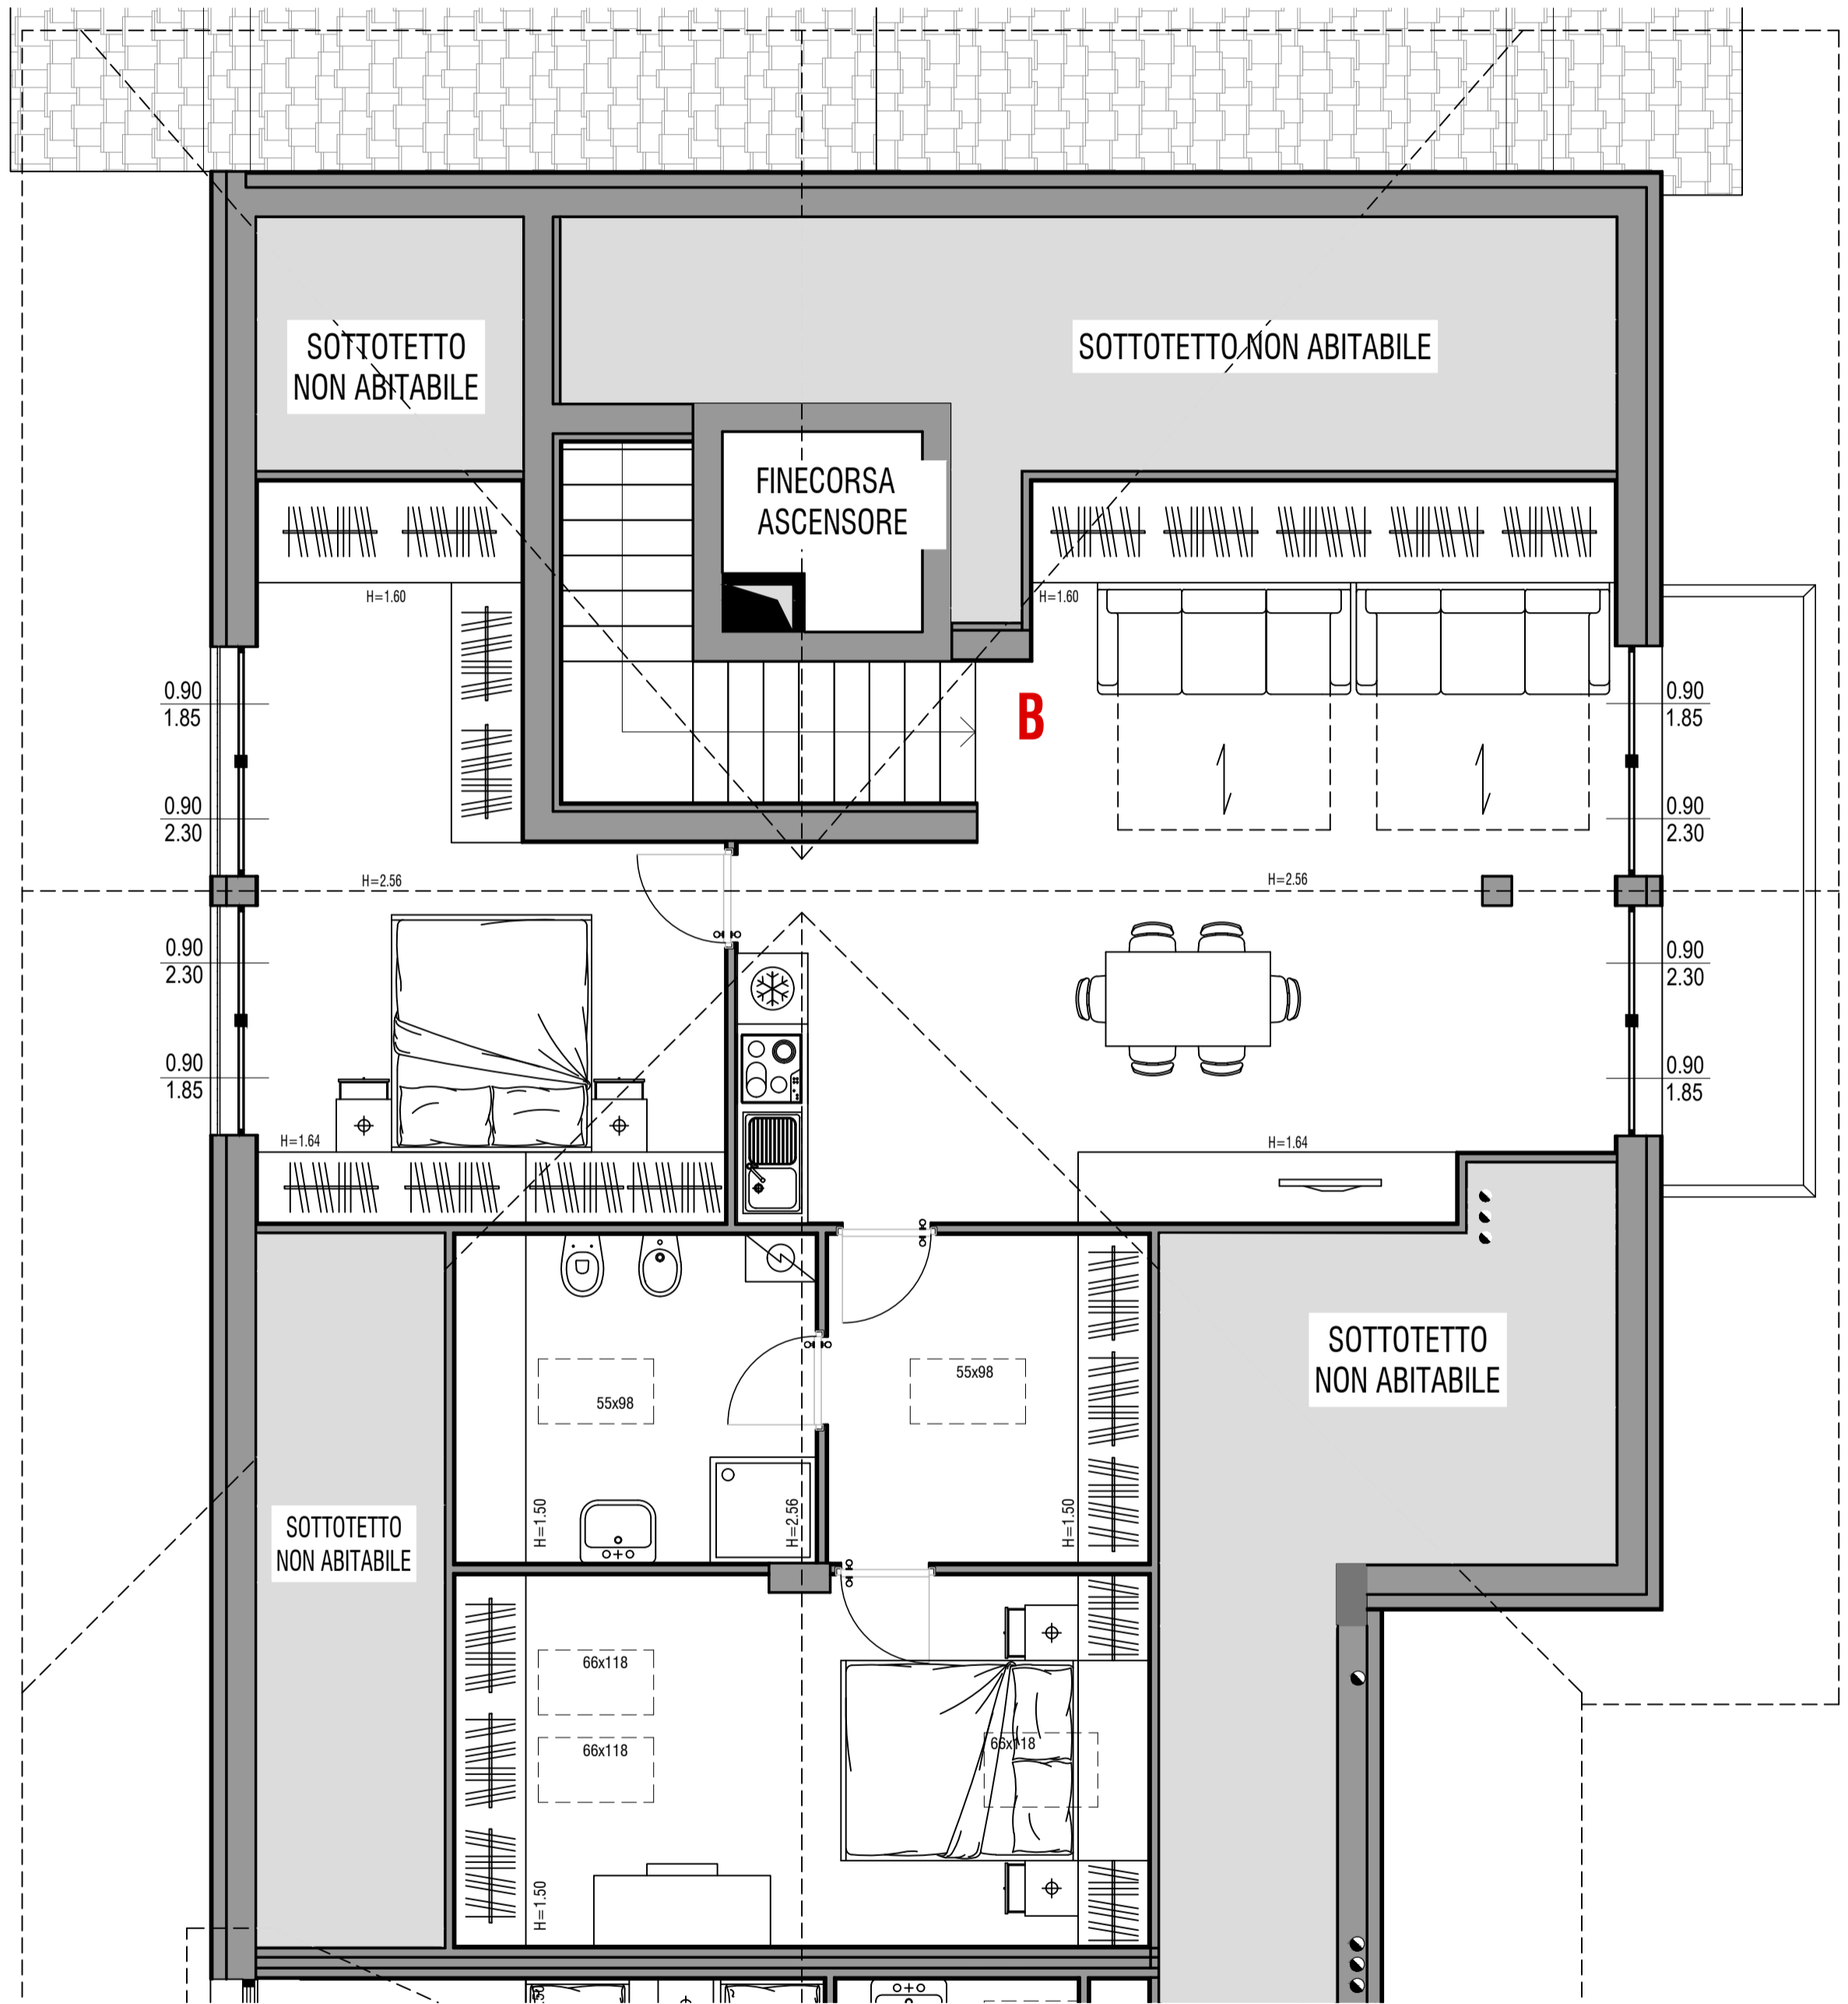 SOTTOTETTO
NON ABITABILE
SOTTOTETTO NON ABITABILE
FINECORSA
ASCENSORE
H=1.60
H=1.60
0.90
1.85
B
0.90
1.85
0.90
2.30
0.90
2.30
H=2.56
H=2.56
0.90
2.30
0.90
2.30
0.90
1.85
0.90
1.85
H=1.64
H=1.64
SOTTOTETTO
NON ABITABILE
55x98
55x98
H=1.50
H=2.56
H=1.50
SOTTOTETTO
NON ABITABILE
66x118
66x118
66x118
H=1.50